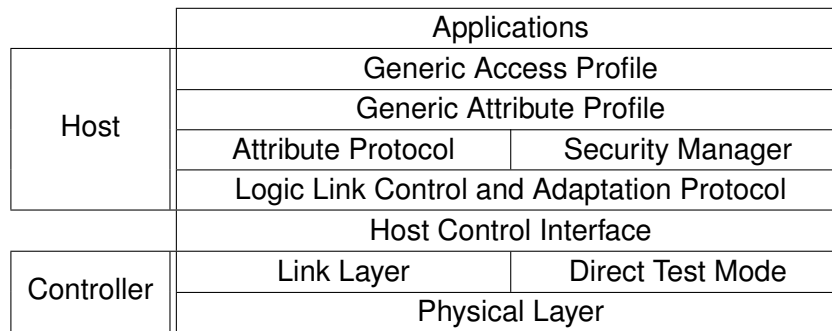 Applications
Generic Access Profile
Generic Attribute Profile
Host
Attribute Protocol Security Manager
Logic Link Control and Adaptation Protocol
Host Control Interface
Link Layer Direct Test Mode
Controller
Physical Layer